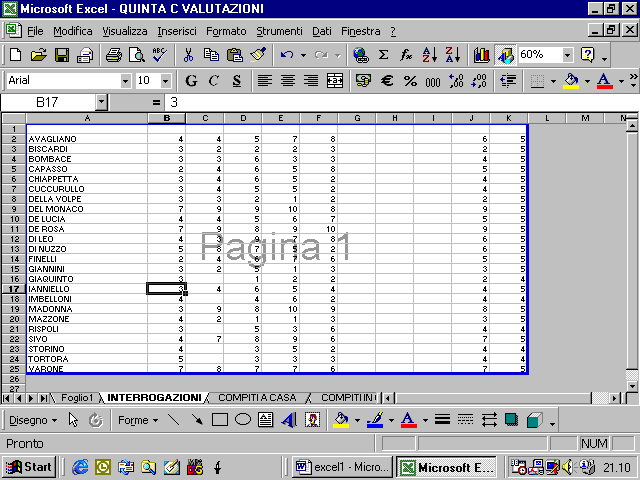 Microsoft Excel - QUINTA C VALUTAZIONI
File Modifica Visualizza Inserisci Formato Strumenti Dati Finestra ?
60%
Arial 10 G C S
B17 = 3
A B C D E F G H I J K L M N
1
2 AVAGLIANO 4 4 5 7 8 6 5
3 BISCARDI 3 2 2 2 3 2 5
4 BOMBACE 3 3 6 3 3 4 5
5 CAPASSO 2 4 6 5 8 5 5
6 CHIAPPETTA 3 4 6 5 2 4 5
7 CUCCURULLO 3 4 5 5 2 4 5
8 DELLA VOLPE 3 3 2 1 2 2 5
9 DEL MONACO 7 9 9 10 8 9 5
10 DE LUCIA 4 4 5 6 7 5 5
11 DE ROSA 7 9 8 9 10 9 5
12 DI LEO 4 3 9 7 8 6 5
13 DI NUZZO 5 8 7 5 6 6 5
14 FINELLI 2 4 6 7 6 5 5
15 GIANNINI 3 2 5 1 3 3 5
16 GIAQUINTO 3 1 2 2 2 4
17 IANNIELLO 3 4 6 5 4 4 5
18 IMBELLONI 4 4 6 2 4 4
19 MADONNA 3 9 8 10 9 8 5
20 MAZZONE 4 2 1 1 3 3 5
21 RISPOLI 3 5 3 6 4 4
22 SIVO 4 7 8 9 6 7 5
23 STORINO 4 3 5 2 4 4
24 TORTORA 5 3 3 3 4 4
25 VARONE 7 8 7 7 6 7 5
26
27
Pagina 1
Foglio1 INTERROGAZIONI COMPITI A CASA COMPITI IN
Disegno Forme
Pronto NUM
Start excel1 - Micro... Microsoft E... 21.10